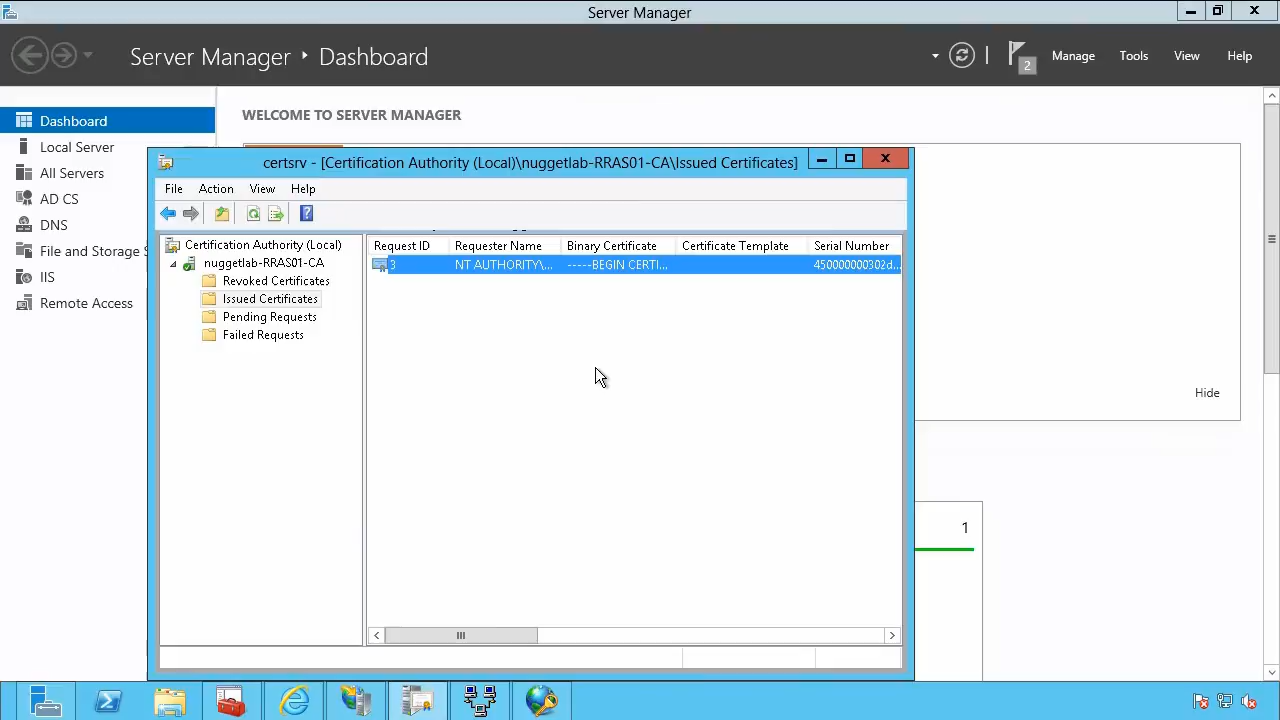 Server Manager
Server Manager
Dashboard
2
Manage
Tools
View
Help
Dashboard
Local Server
All Servers
AD CS
DNS
File and Storage
IIS
Remote Access
WELCOME TO SERVER MANAGER
certsrv - [Certification Authority (Local)\nuggetlab-RRAS01-CA\Issued Certificates]
File Action View Help
Certification Authority (Local)
nuggetlab-RRAS01-CA
Revoked Certificates
Issued Certificates
Pending Requests
Failed Requests
Request ID Requester Name Binary Certificate Certificate Template Serial Number
3 NT AUTHORITY\... -----BEGIN CERTI... 450000000302d...
Hide
1